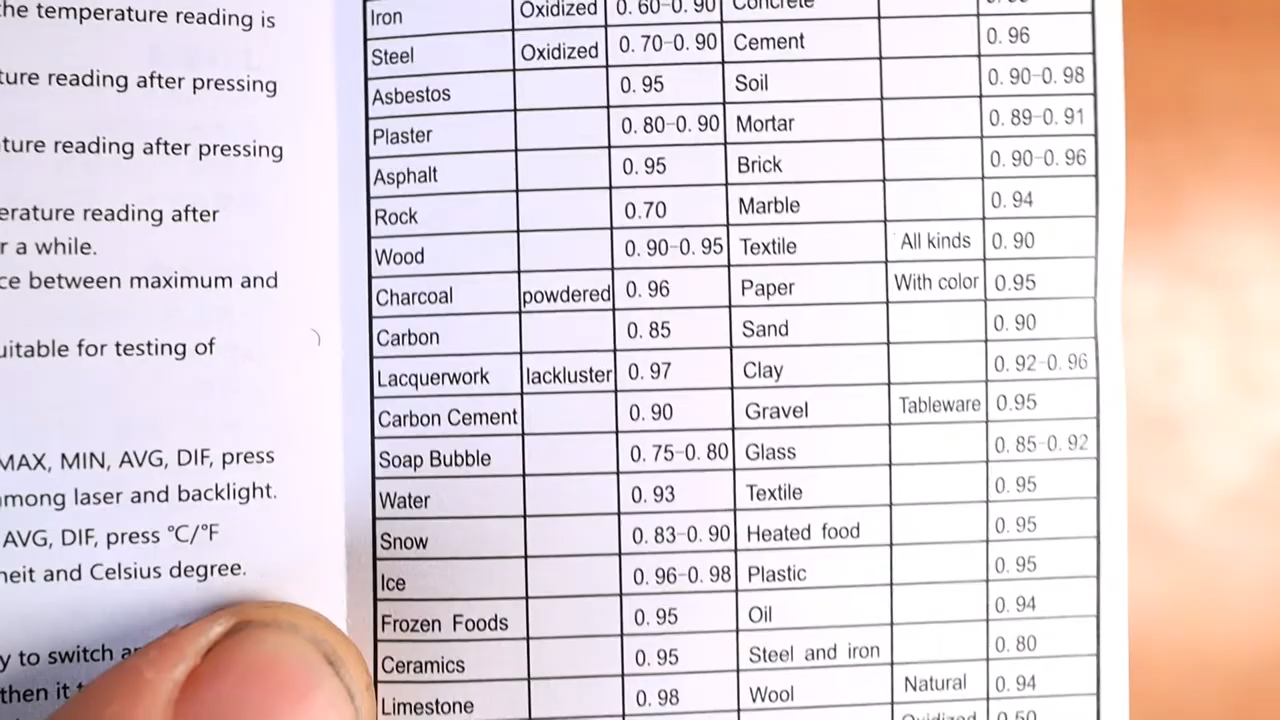 the temperature reading is
ture reading after pressing
ture reading after pressing
erature reading after
r a while.
ce between maximum and
uitable for testing of
MAX, MIN, AVG, DIF, press
mong laser and backlight.
AVG, DIF, press °C/°F
heit and Celsius degree.
y to switch
then it
Iron Oxidized 0. 60-0. 90 Concrete
Steel Oxidized 0. 70-0. 90 Cement 0. 96
Asbestos 0. 95 Soil 0. 90-0. 98
Plaster 0. 80-0. 90 Mortar 0. 89-0. 91
Asphalt 0. 95 Brick 0. 90-0. 96
Rock 0.70 Marble 0. 94
Wood 0. 90-0. 95 Textile All kinds 0. 90
Charcoal powdered 0. 96 Paper With color 0.95
Carbon 0. 85 Sand 0. 90
Lacquerwork lackluster 0. 97 Clay 0. 92-0. 96
Carbon Cement 0. 90 Gravel Tableware 0.95
Soap Bubble 0. 75-0. 80 Glass 0. 85-0. 92
Water 0. 93 Textile 0. 95
Snow 0. 83-0. 90 Heated food 0. 95
Ice 0. 96-0. 98 Plastic 0. 95
Frozen Foods 0. 95 Oil 0. 94
Ceramics 0. 95 Steel and iron 0. 80
Limestone 0. 98 Wool Natural 0. 94
Oxidized 0.50